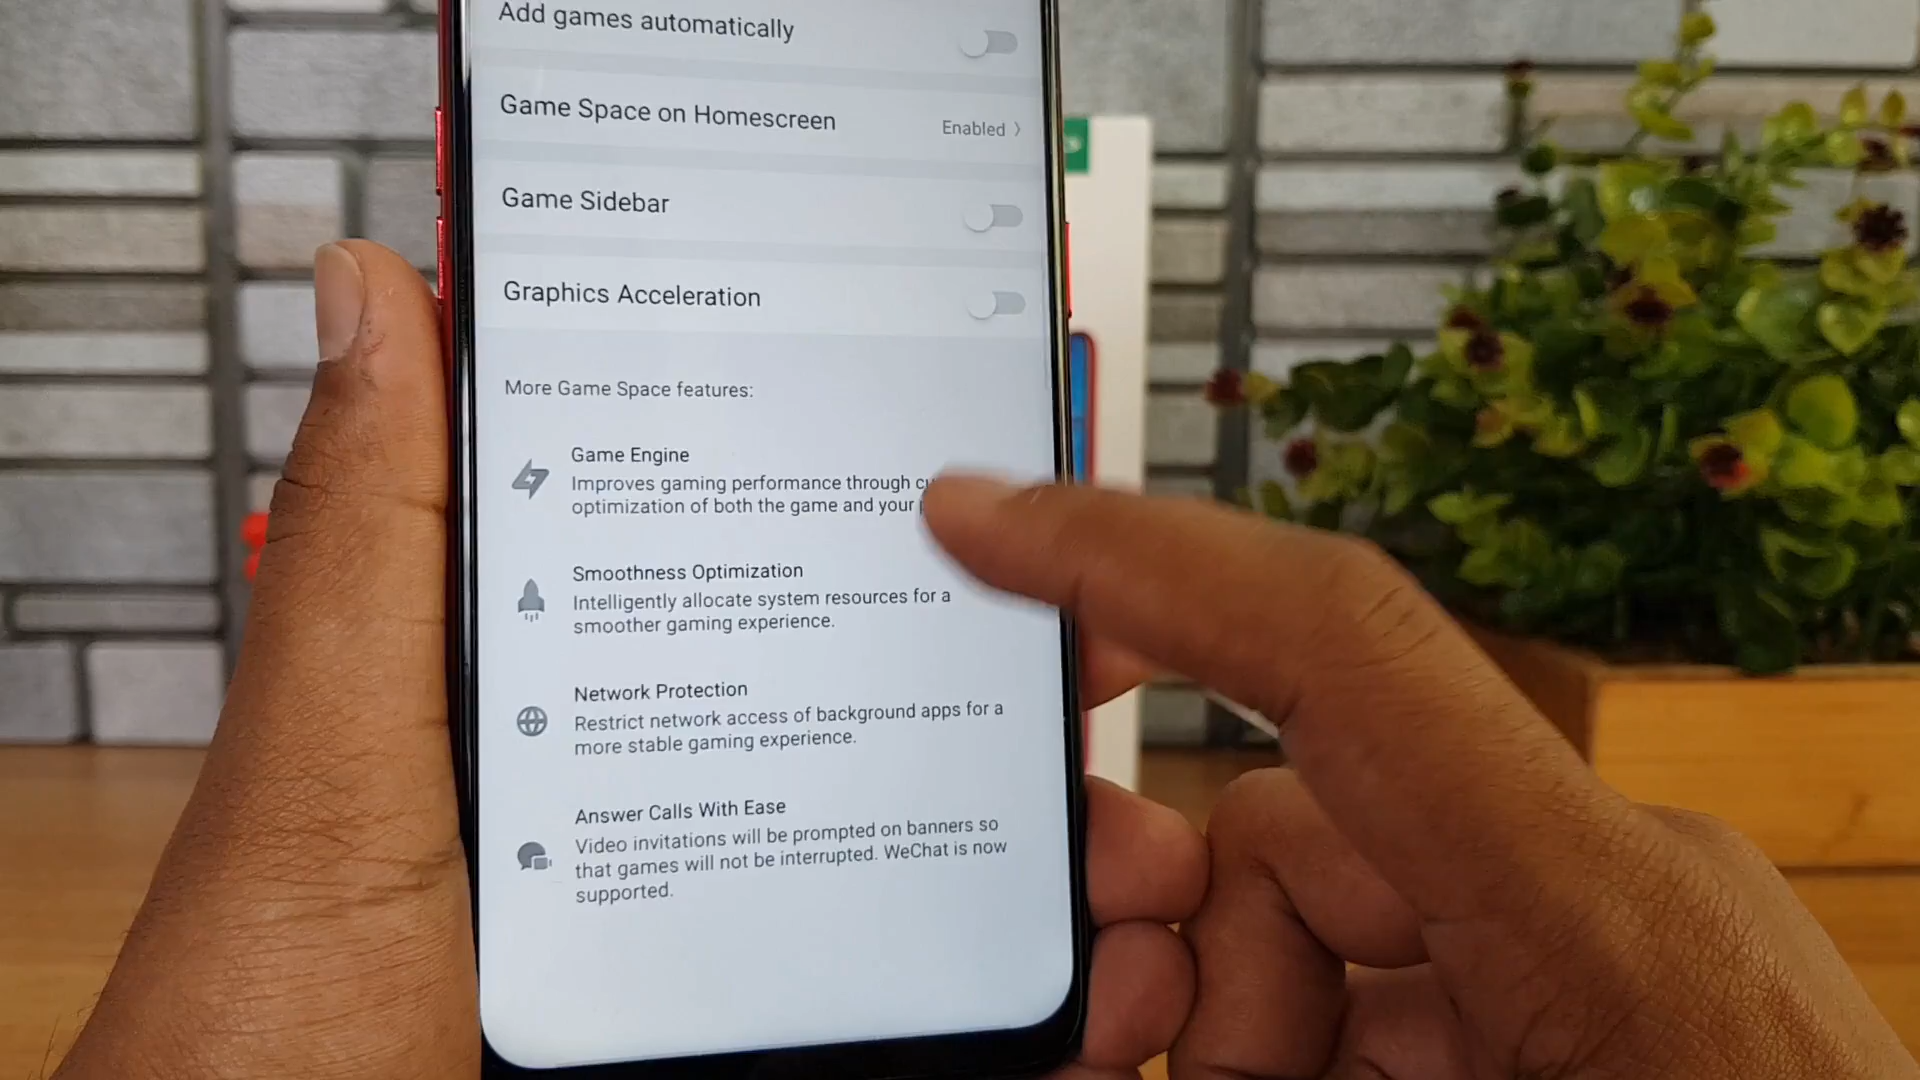 Add games automatically
Game Space on Homescreen
Enabled
Game Sidebar
Graphics Acceleration
More Game Space features:
Game Engine
Improves gaming performance through
optimization of both the game and your
Smoothness Optimization
Intelligently allocate system resources for a
smoother gaming experience.
Network Protection
Restrict network access of background apps for a
more stable gaming experience.
Answer Calls With Ease
Video invitations will be prompted on banners so
that games will not be interrupted. WeChat is now
supported.